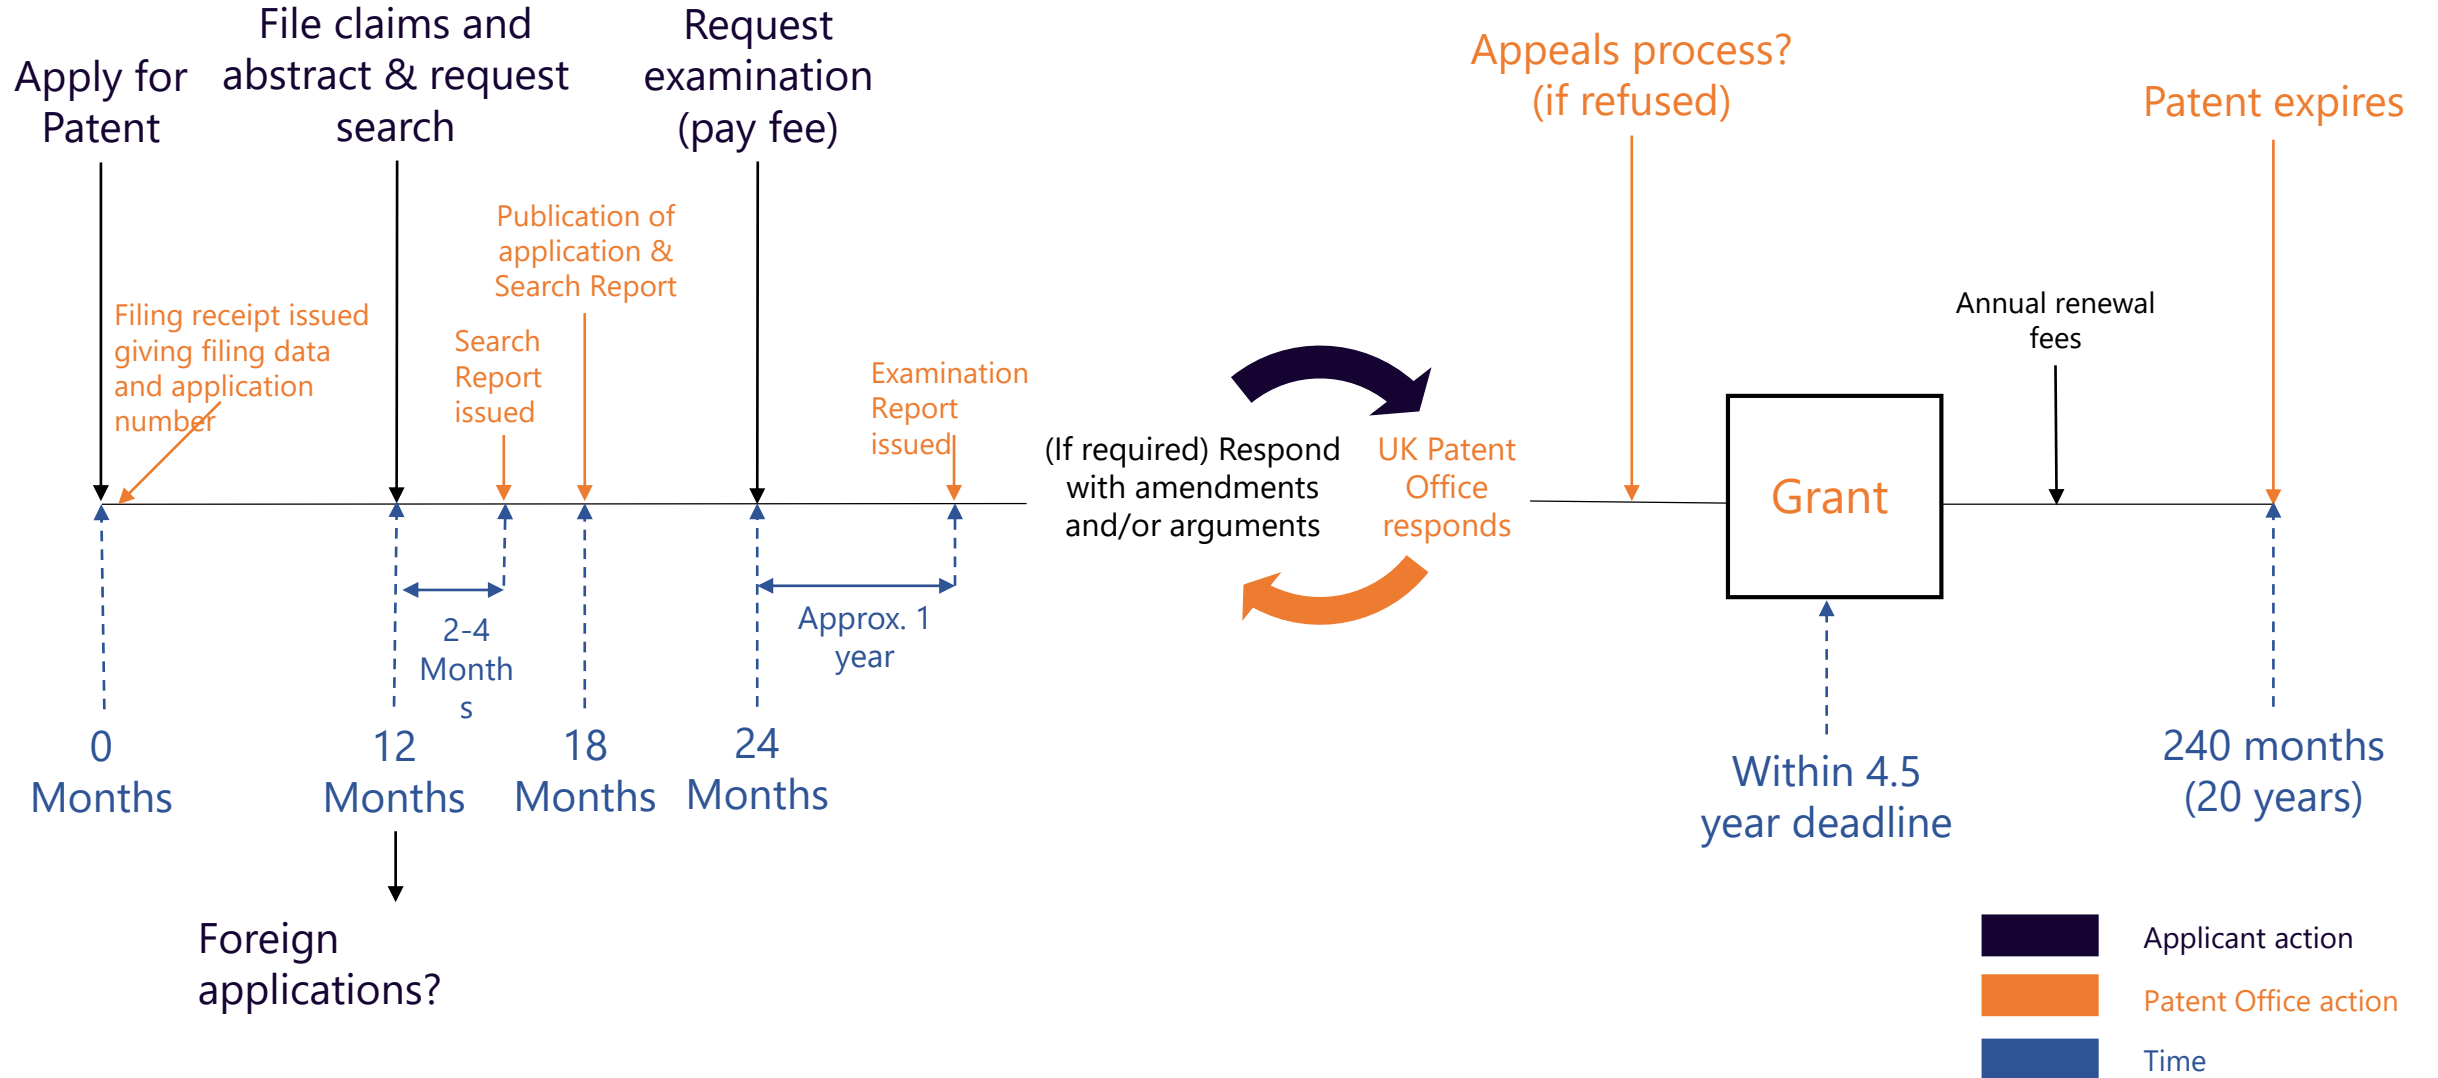 Apply for
Patent
File claims and
abstract & request
search
Request
examination
(pay fee)
Appeals process?
(if refused)
Patent expires
Filing receipt issued
giving filing data
and application
number
Search
Report
issued
Publication of
application &
Search Report
Examination
Report
issued
(If required) Respond
with amendments
and/or arguments
UK Patent
Office
responds
Grant
Annual renewal
fees
2-4
Month
s
Approx. 1
year
0
Months
12
Months
18
Months
24
Months
Within 4.5
year deadline
240 months
(20 years)
Foreign
applications?
Applicant action
Patent Office action
Time